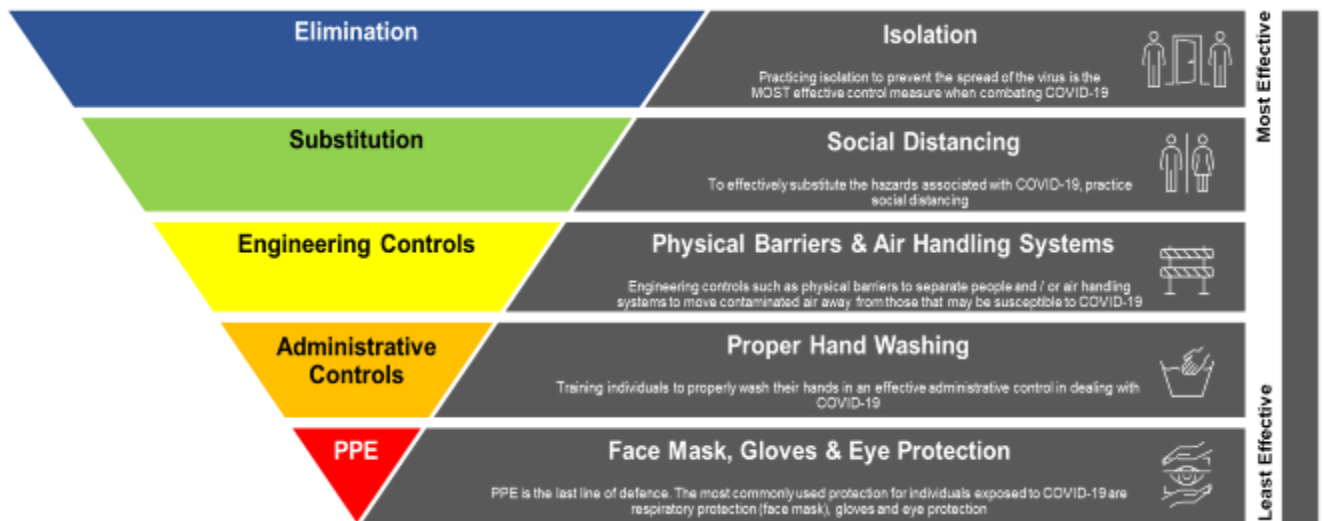 Elimination
Isolation
Practicing isolation to prevent the spread of the virus is the
MOST effective control measure when combating COVID-19
Most Effective
Substitution
Social Distancing
To effectively substitute the hazards associated with COVID-19, practice
social distancing
Engineering Controls
Physical Barriers & Air Handling Systems
Engineering controls such as physical barriers to separate people and / or air handling
systems to move contaminated air away from those that may be susceptible to COVID-19
Administrative
Controls
Proper Hand Washing
Training individuals to properly wash their hands in an effective administrative control in dealing with
COVID-19
Least Effective
PPE
Face Mask, Gloves & Eye Protection
PPE is the last line of defence. The most commonly used protection for individuals exposed to COVID-19 are
respiratory protection (face mask), gloves and eye protection